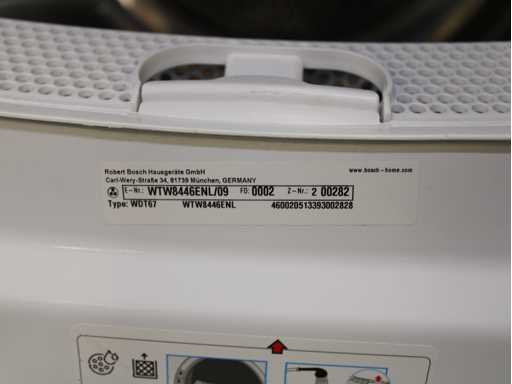 Robert Bosch Hausgeräte GmbH
Carl-Wery-Straße 34, 81739 München, GERMANY
www.bosch-home.com
E-Nr.: WTW8446ENL/09 FD: 0002 Z-Nr.: 2 00282
Type: WDT67 WTW8446ENL 460020513393002828